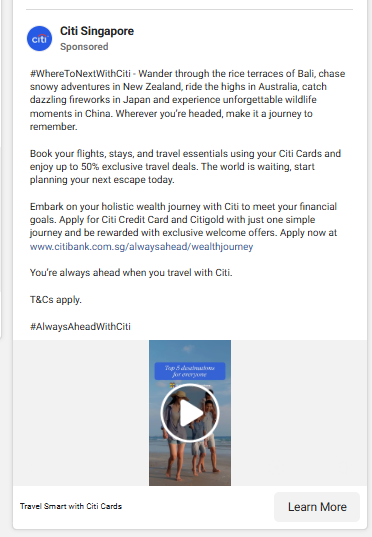 Citi Singapore
citi
Sponsored
#WhereToNextWithCiti - Wander through the rice terraces of Bali, chase
snowy adventures in New Zealand, ride the highs in Australia, catch
dazzling fireworks in Japan and experience unforgettable wildlife
moments in China. Wherever you're headed, make it a journey to
remember.
Book your flights, stays, and travel essentials using your Citi Cards and
enjoy up to 50% exclusive travel deals. The world is waiting, start
planning your next escape today.
Embark on your holistic wealth journey with Citi to meet your financial
goals. Apply for Citi Credit Card and Citigold with just one simple
journey and be rewarded with exclusive welcome offers. Apply now at
www.citibank.com.sg/alwaysahead/wealthjourney
You're always ahead when you travel with Citi.
T&Cs apply.
#AlwaysAheadWithCiti
Top 5 destinations
for everyone
Travel Smart with Citi Cards
Learn More